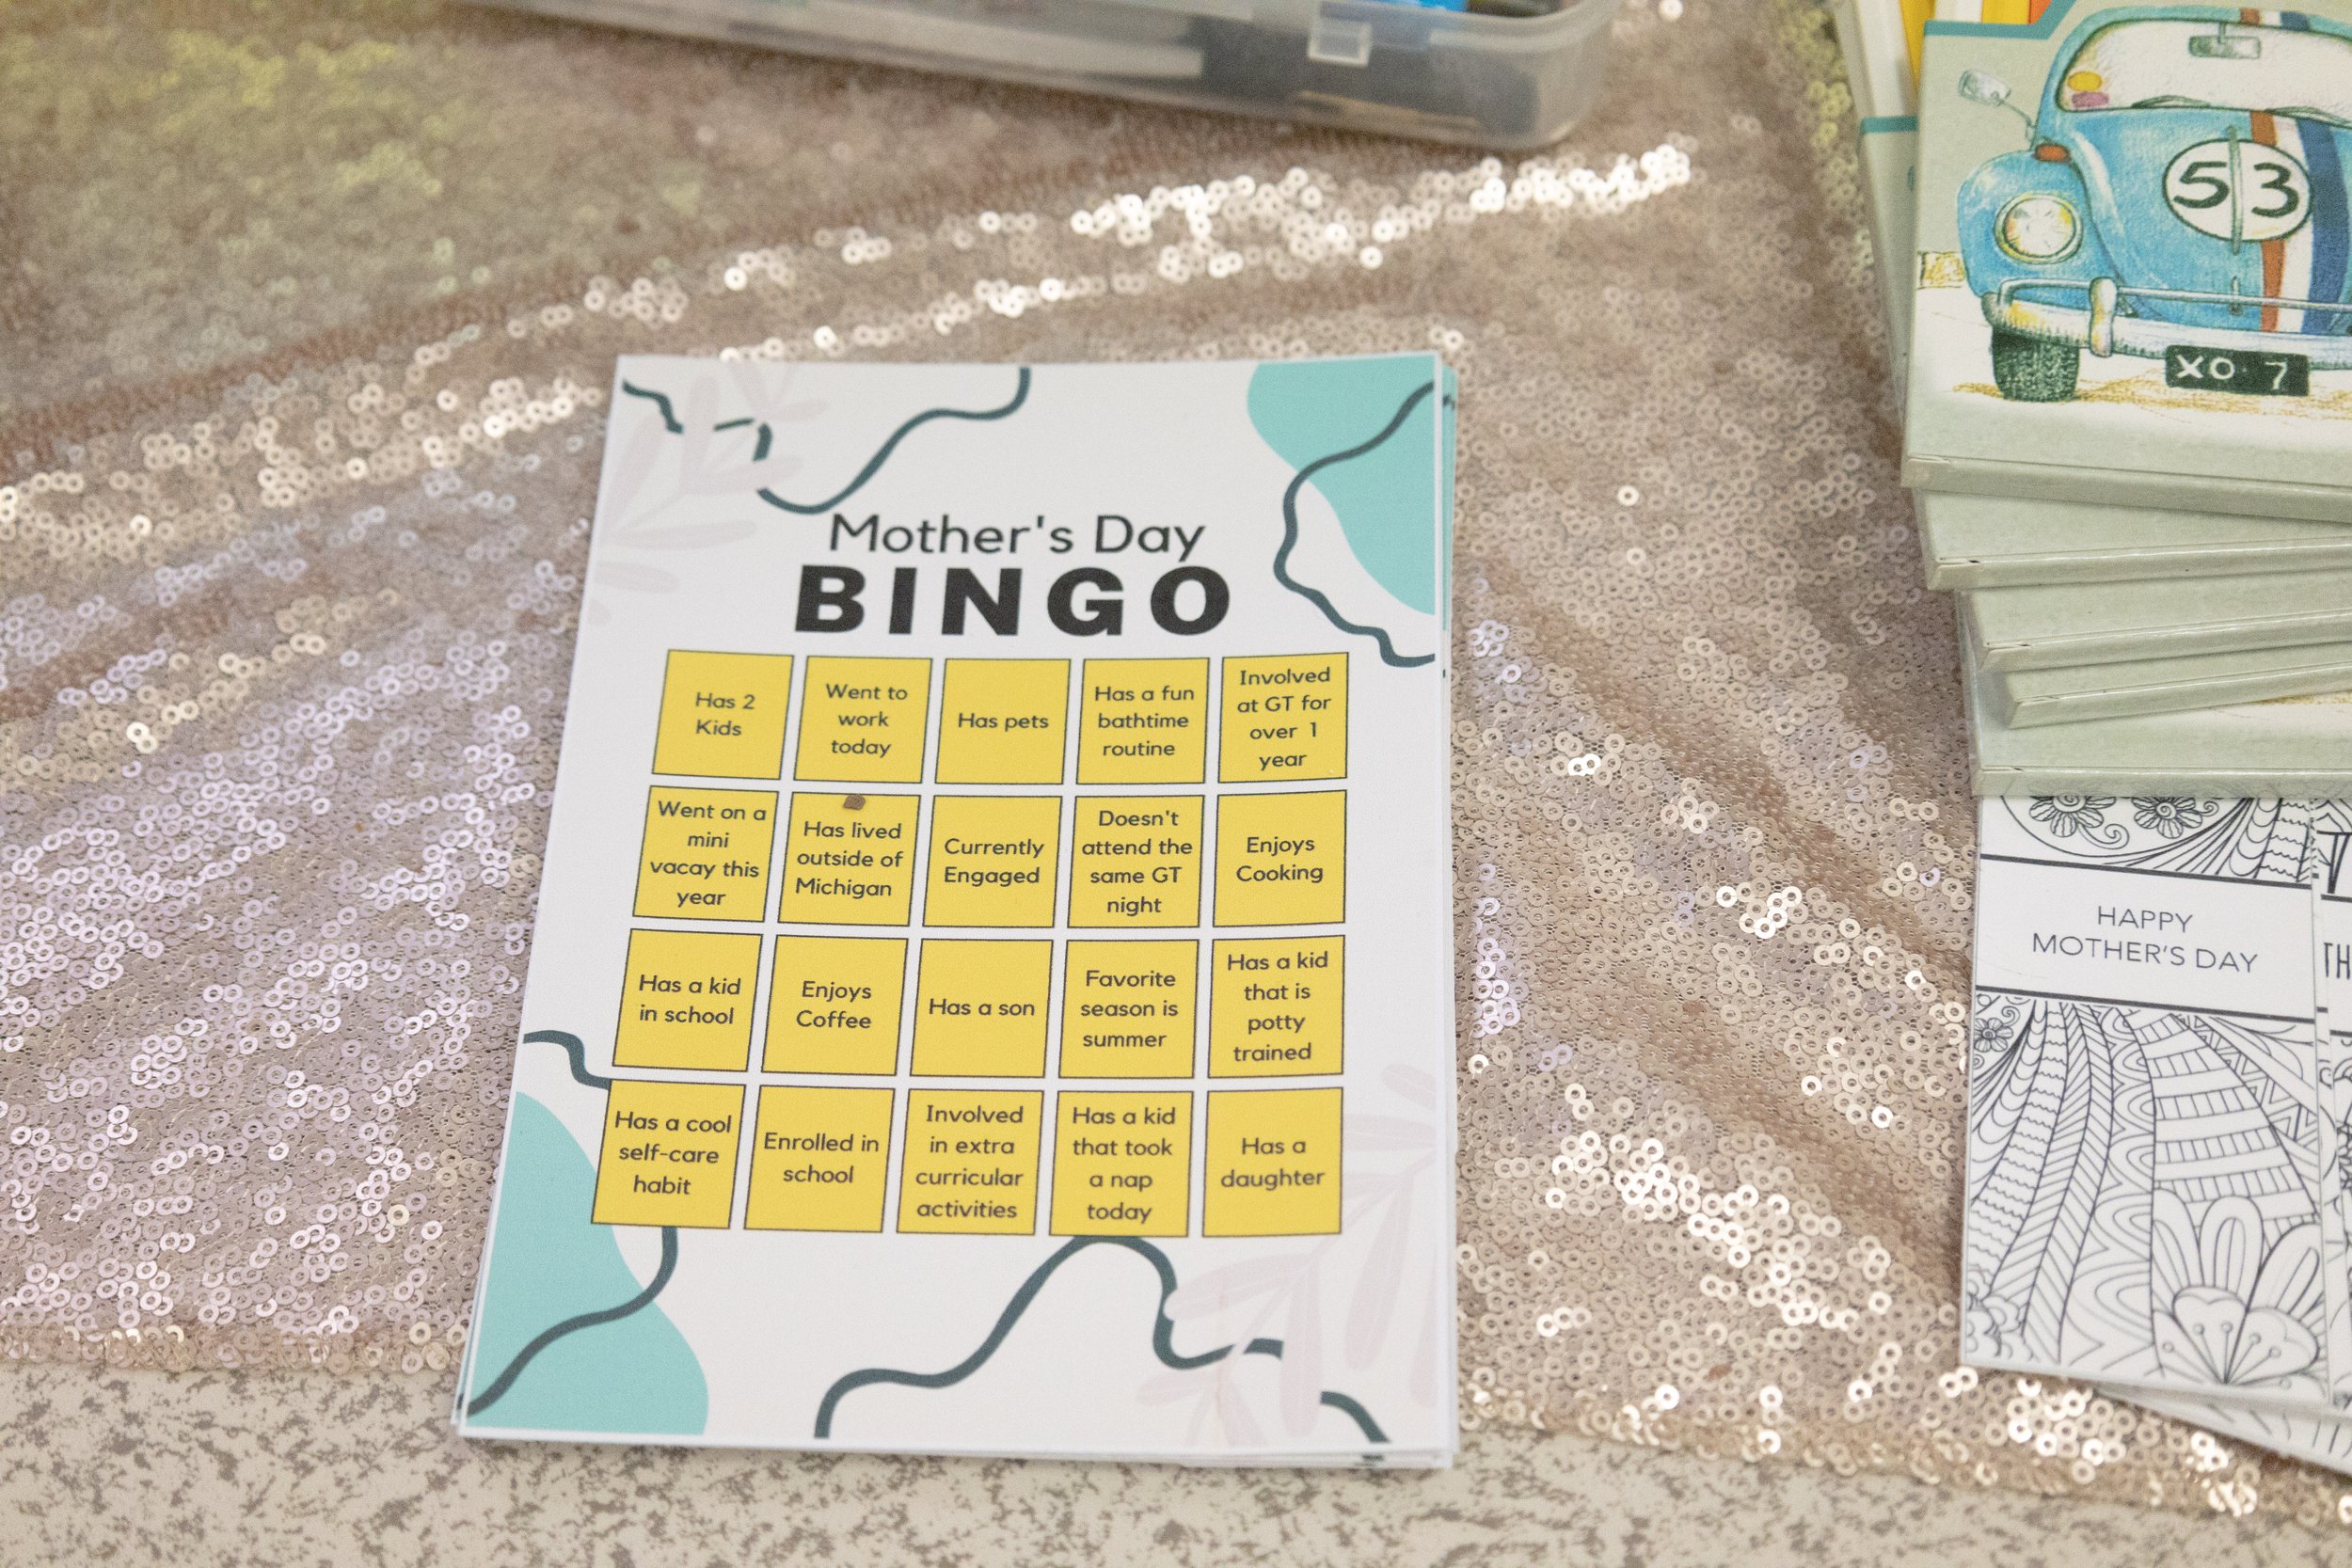 Mother's Day
BINGO
Has 2
Kids
Went to
work
today
Has pets
Has a fun
bathtime
routine
Involved
at GT for
over 1
year
Went on a
mini
vacay this
year
Has lived
outside of
Michigan
Currently
Engaged
Doesn't
attend the
same GT
night
Enjoys
Cooking
Has a kid
in school
Enjoys
Coffee
Has a son
Favorite
season is
summer
Has a kid
that is
potty
trained
Has a cool
self-care
habit
Enrolled in
school
Involved
in extra
curricular
activities
Has a kid
that took
a nap
today
Has a
daughter
53
XO·7
HAPPY
MOTHER'S DAY
TH